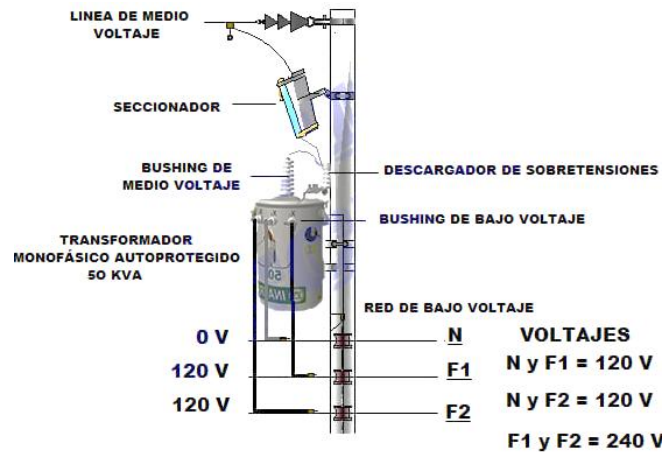 LINEA DE MEDIO
VOLTAJE
SECCIONADOR
BUSHING DE
MEDIO VOLTAJE
DESCARGADOR DE SOBRETENSIONES
BUSHING DE BAJO VOLTAJE
TRANSFORMADOR
MONOFÁSICO AUTOPROTEGIDO
50 KVA
50
RED DE BAJO VOLTAJE
0 V
N
VOLTAJES
N y F1 = 120 V
120 V
F1
N y F2 = 120 V
120 V
F2
F1 y F2 = 240 V